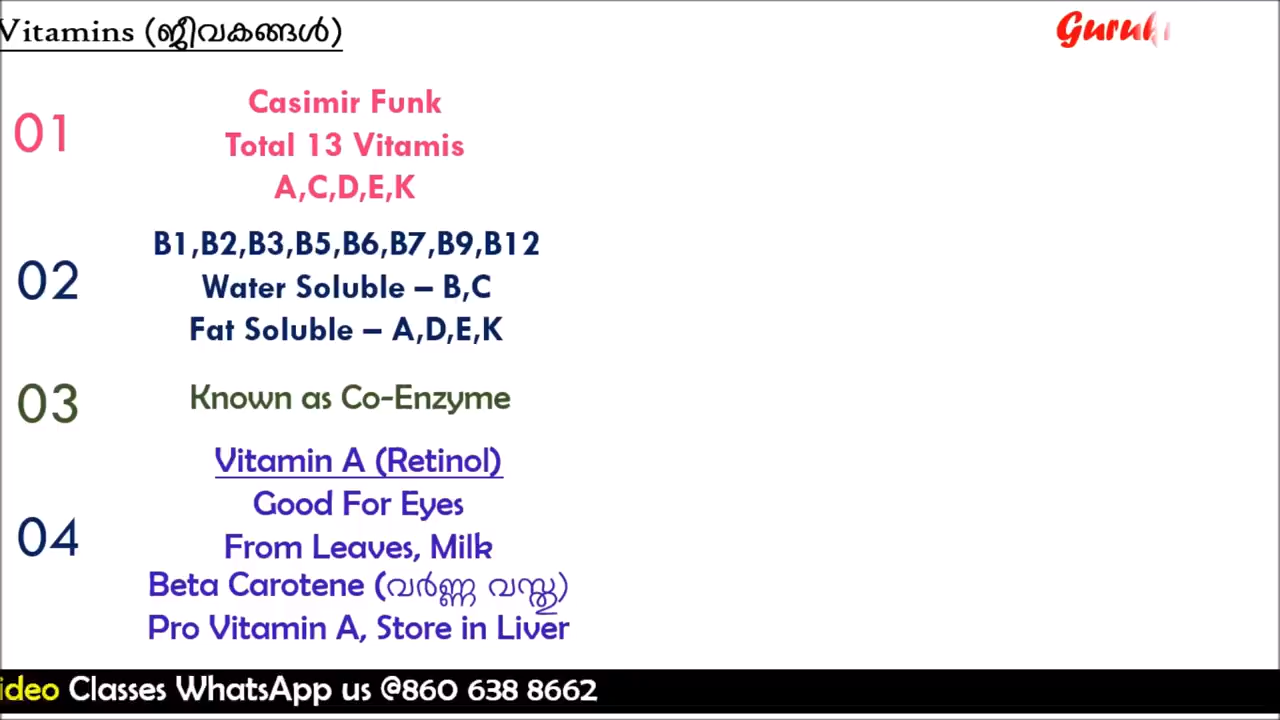 Vitamins (ജീവകങ്ങൾ)
01
Casimir Funk
Total 13 Vitamis
A,C,D,E,K
02
B1,B2,B3,B5,B6,B7,B9,B12
Water Soluble – B,C
Fat Soluble – A,D,E,K
03
Known as Co-Enzyme
04
Vitamin A (Retinol)
Good For Eyes
From Leaves, Milk
Beta Carotene (വർണ്ണ വസ്തു)
Pro Vitamin A, Store in Liver
Classes WhatsApp us @860 638 8662